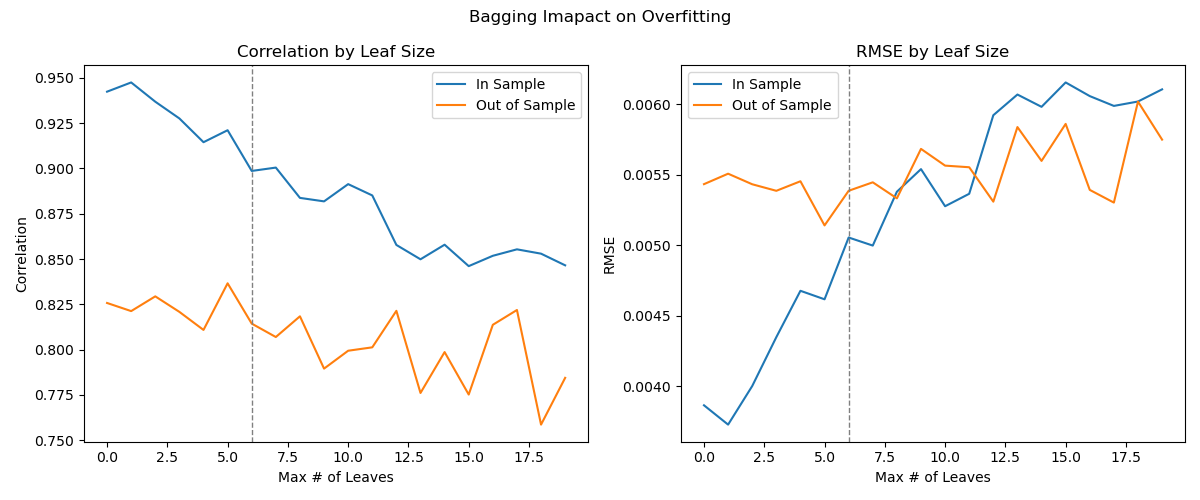 Bagging Imapact on Overfitting
Correlation by Leaf Size
0.950
0.925
0.900
0.875
0.850
0.825
0.800
0.775
0.750
Correlation
In Sample
Out of Sample
0.0 2.5 5.0 7.5 10.0 12.5 15.0 17.5
Max # of Leaves
RMSE by Leaf Size
0.0060
0.0055
0.0050
0.0045
0.0040
RMSE
In Sample
Out of Sample
0.0 2.5 5.0 7.5 10.0 12.5 15.0 17.5
Max # of Leaves